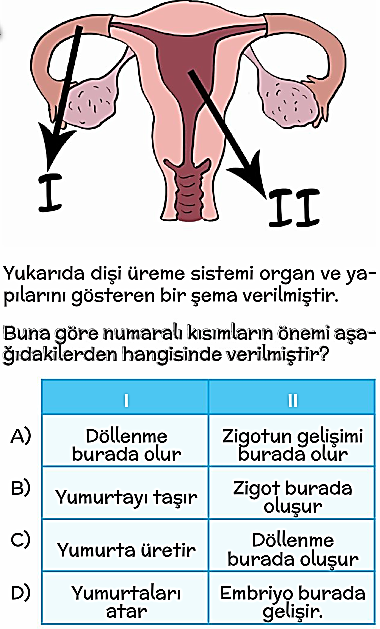 I
II
Yukarıda dişi üreme sistemi organ ve ya-
pılarını gösteren bir şema verilmiştir.
Buna göre numaralı kısımların önemi aşa-
ğıdakilerden hangisinde verilmiştir?
I II
A) Döllenme burada olur Zigotun gelişimi burada olur
B) Yumurtayı taşır Zigot burada oluşur
C) Yumurta üretir Döllenme burada oluşur
D) Yumurtaları atar Embriyo burada gelişir.